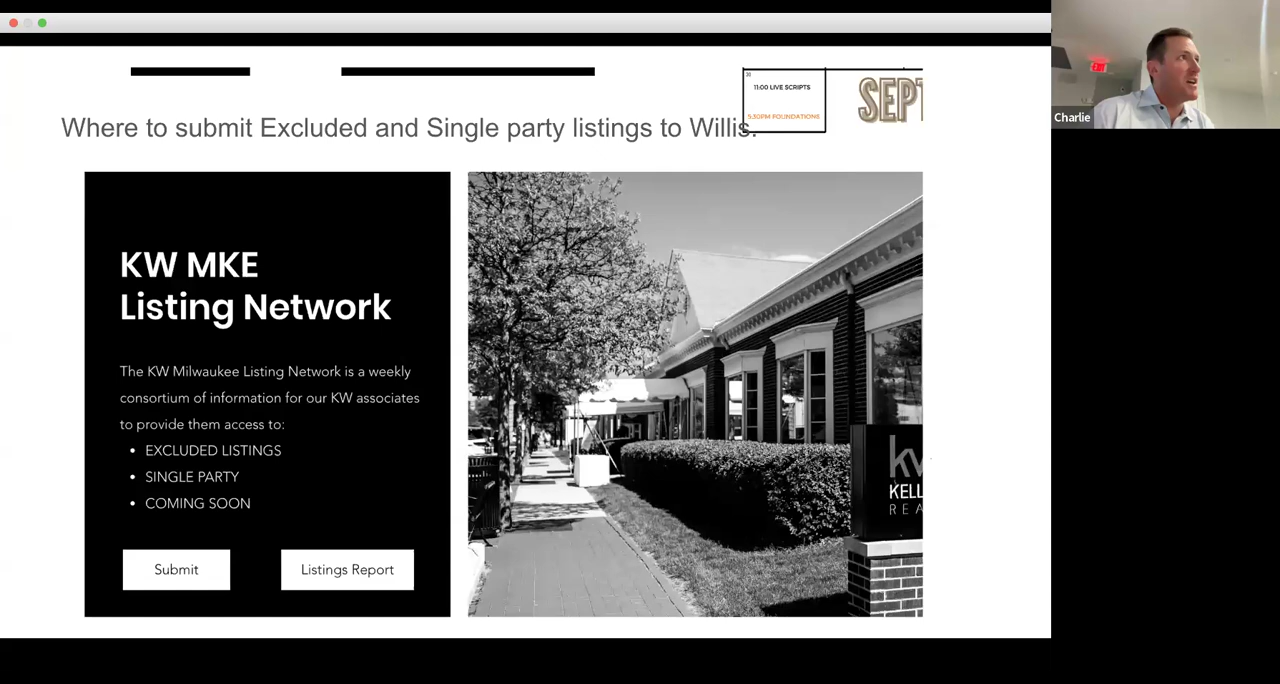 30
11:00 LIVE SCRIPTS
5:30PM FOUNDATIONS
SEPT
Where to submit Excluded and Single party listings to Willis.
KW MKE
Listing Network
The KW Milwaukee Listing Network is a weekly
consortium of information for our KW associates
to provide them access to:
• EXCLUDED LISTINGS
• SINGLE PARTY
• COMING SOON
Submit
Listings Report
kw
KELL
REA
Charlie